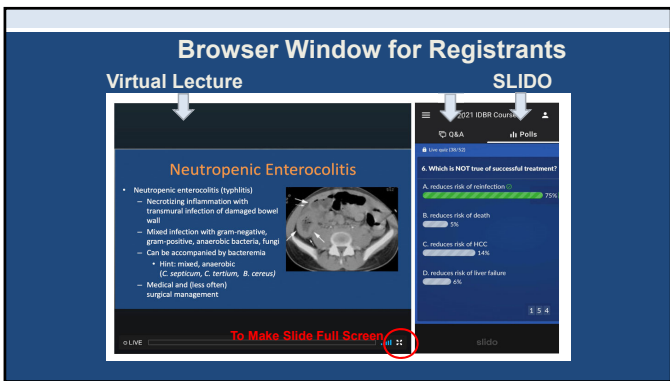 Browser Window for Registrants
Virtual Lecture
SLIDO
Neutropenic Enterocolitis
• Neutropenic enterocolitis (typhlitis)
– Necrotizing inflammation with
transmural infection of damaged bowel
wall
– Mixed infection with gram-negative,
gram-positive, anaerobic bacteria, fungi
– Can be accompanied by bacteremia
• Hint: mixed, anaerobic
(C. septicum, C. tertium, B. cereus)
– Medical and (less often)
surgical management
LIVE
To Make Slide Full Screen
2021 IDBR Course
Q&A
Polls
Live quiz (30/52)
6. Which is NOT true of successful treatment?
A. reduces risk of reinfection
75%
B. reduces risk of death
5%
C. reduces risk of HCC
14%
D. reduces risk of liver failure
6%
1 5 4
slido